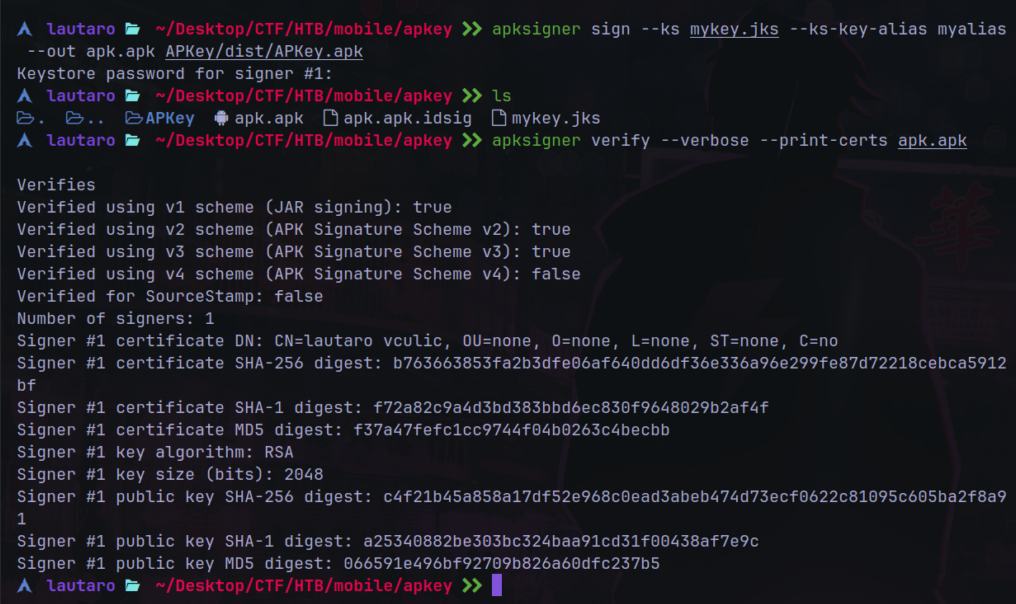 lautaro ~/Desktop/CTF/HTB/mobile/apkey >> apksigner sign --ks mykey.jks --ks-key-alias myalias
--out apk.apk APKey/dist/APKey.apk
Keystore password for signer #1:
lautaro ~/Desktop/CTF/HTB/mobile/apkey >> ls
. .. APKey apk.apk apk.apk.idsig mykey.jks
lautaro ~/Desktop/CTF/HTB/mobile/apkey >> apksigner verify --verbose --print-certs apk.apk
Verifies
Verified using v1 scheme (JAR signing): true
Verified using v2 scheme (APK Signature Scheme v2): true
Verified using v3 scheme (APK Signature Scheme v3): true
Verified using v4 scheme (APK Signature Scheme v4): false
Verified for SourceStamp: false
Number of signers: 1
Signer #1 certificate DN: CN=lautaro vculic, OU=none, O=none, L=none, ST=none, C=no
Signer #1 certificate SHA-256 digest: b763663853fa2b3dfe06af640dd6df36e336a96e299fe87d72218cebca5912
bf
Signer #1 certificate SHA-1 digest: f72a82c9a4d3bd383bbd6ec830f9648029b2af4f
Signer #1 certificate MD5 digest: f37a47fefc1cc9744f04b0263c4becbb
Signer #1 key algorithm: RSA
Signer #1 key size (bits): 2048
Signer #1 public key SHA-256 digest: c4f21b45a858a17df52e968c0ead3abeb474d73ecf0622c81095c605ba2f8a9
1
Signer #1 public key SHA-1 digest: a25340882be303bc324baa91cd31f00438af7e9c
Signer #1 public key MD5 digest: 066591e496bf92709b826a60dfc237b5
lautaro ~/Desktop/CTF/HTB/mobile/apkey >>
華